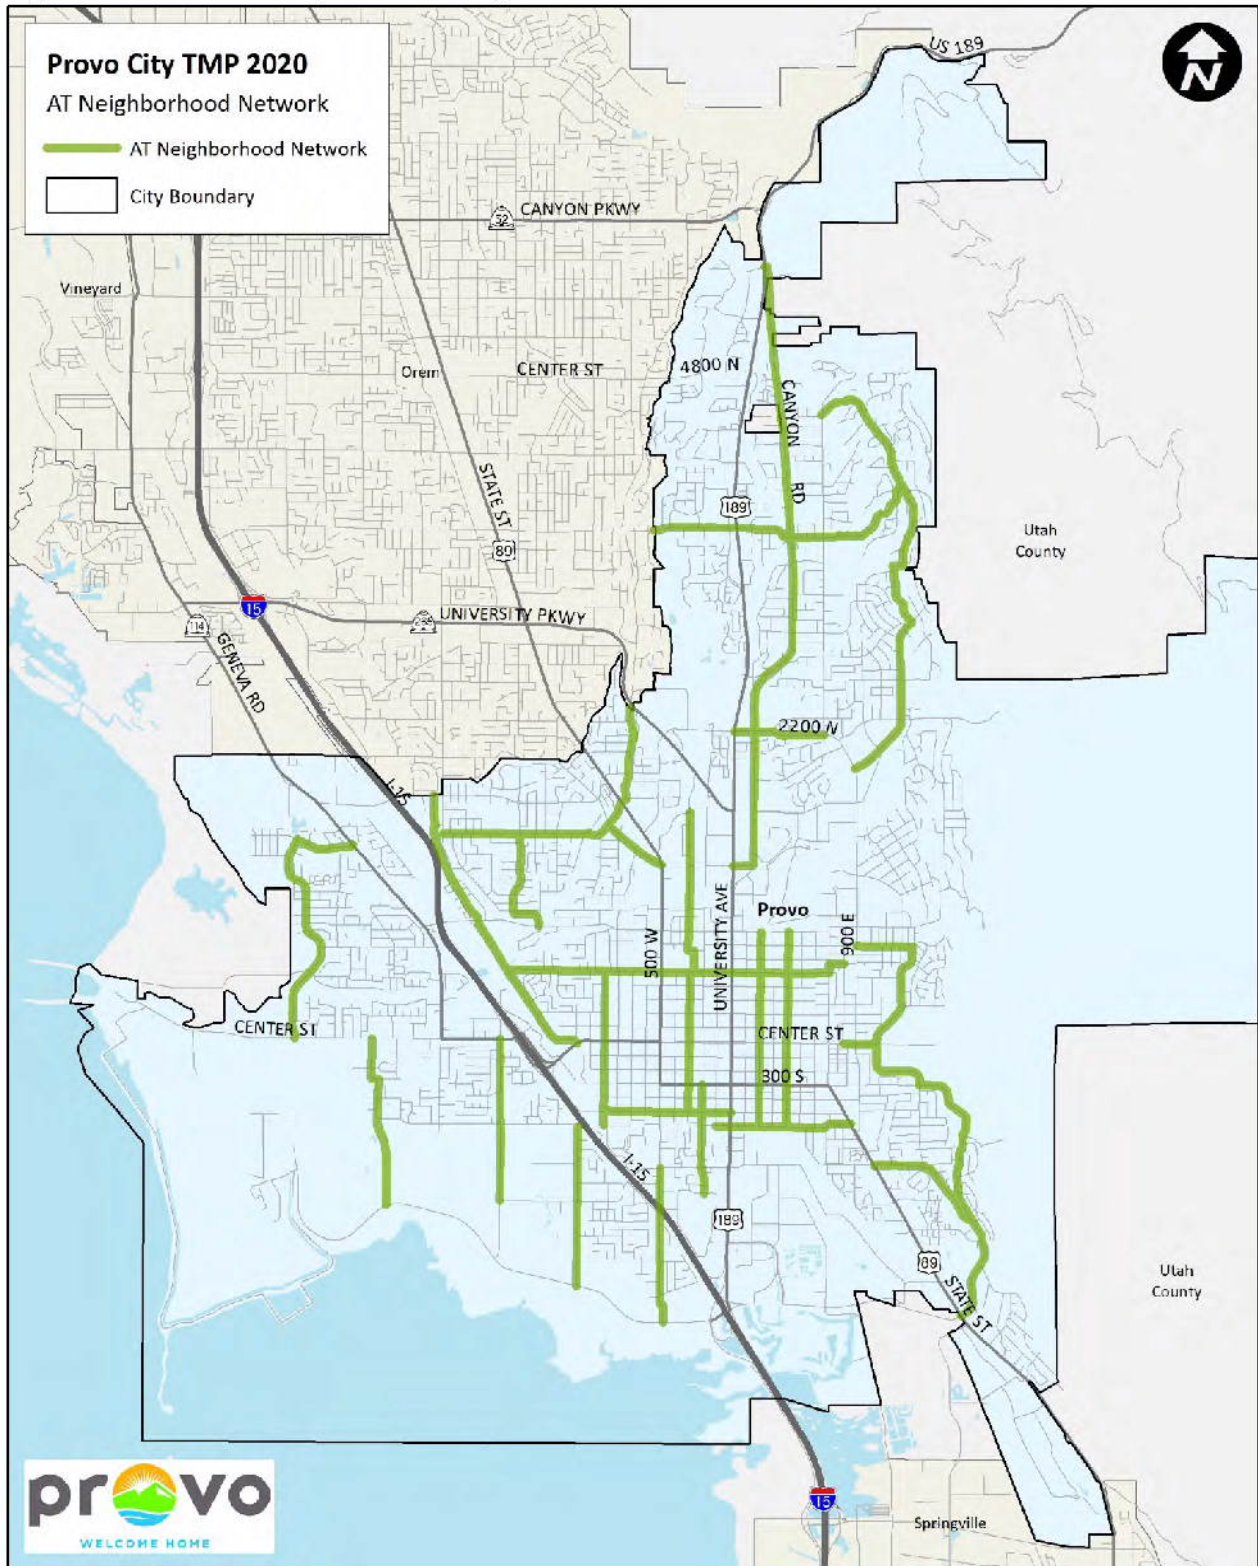 Provo City TMP 2020
AT Neighborhood Network
AT Neighborhood Network
City Boundary
US 189
N
52
CANYON PKWY
Vineyard
4800 N
Orem
CENTER ST
CANYON RD
STATE ST
189
89
Utah
County
15
114
265
UNIVERSITY PKWY
GENEVA RD
2200 N
I-15
Provo
500 W
UNIVERSITY AVE
900 E
CENTER ST
CENTER ST
300 S
I-15
189
89
STATE ST
Utah
County
provo
WELCOME HOME
15
Springville